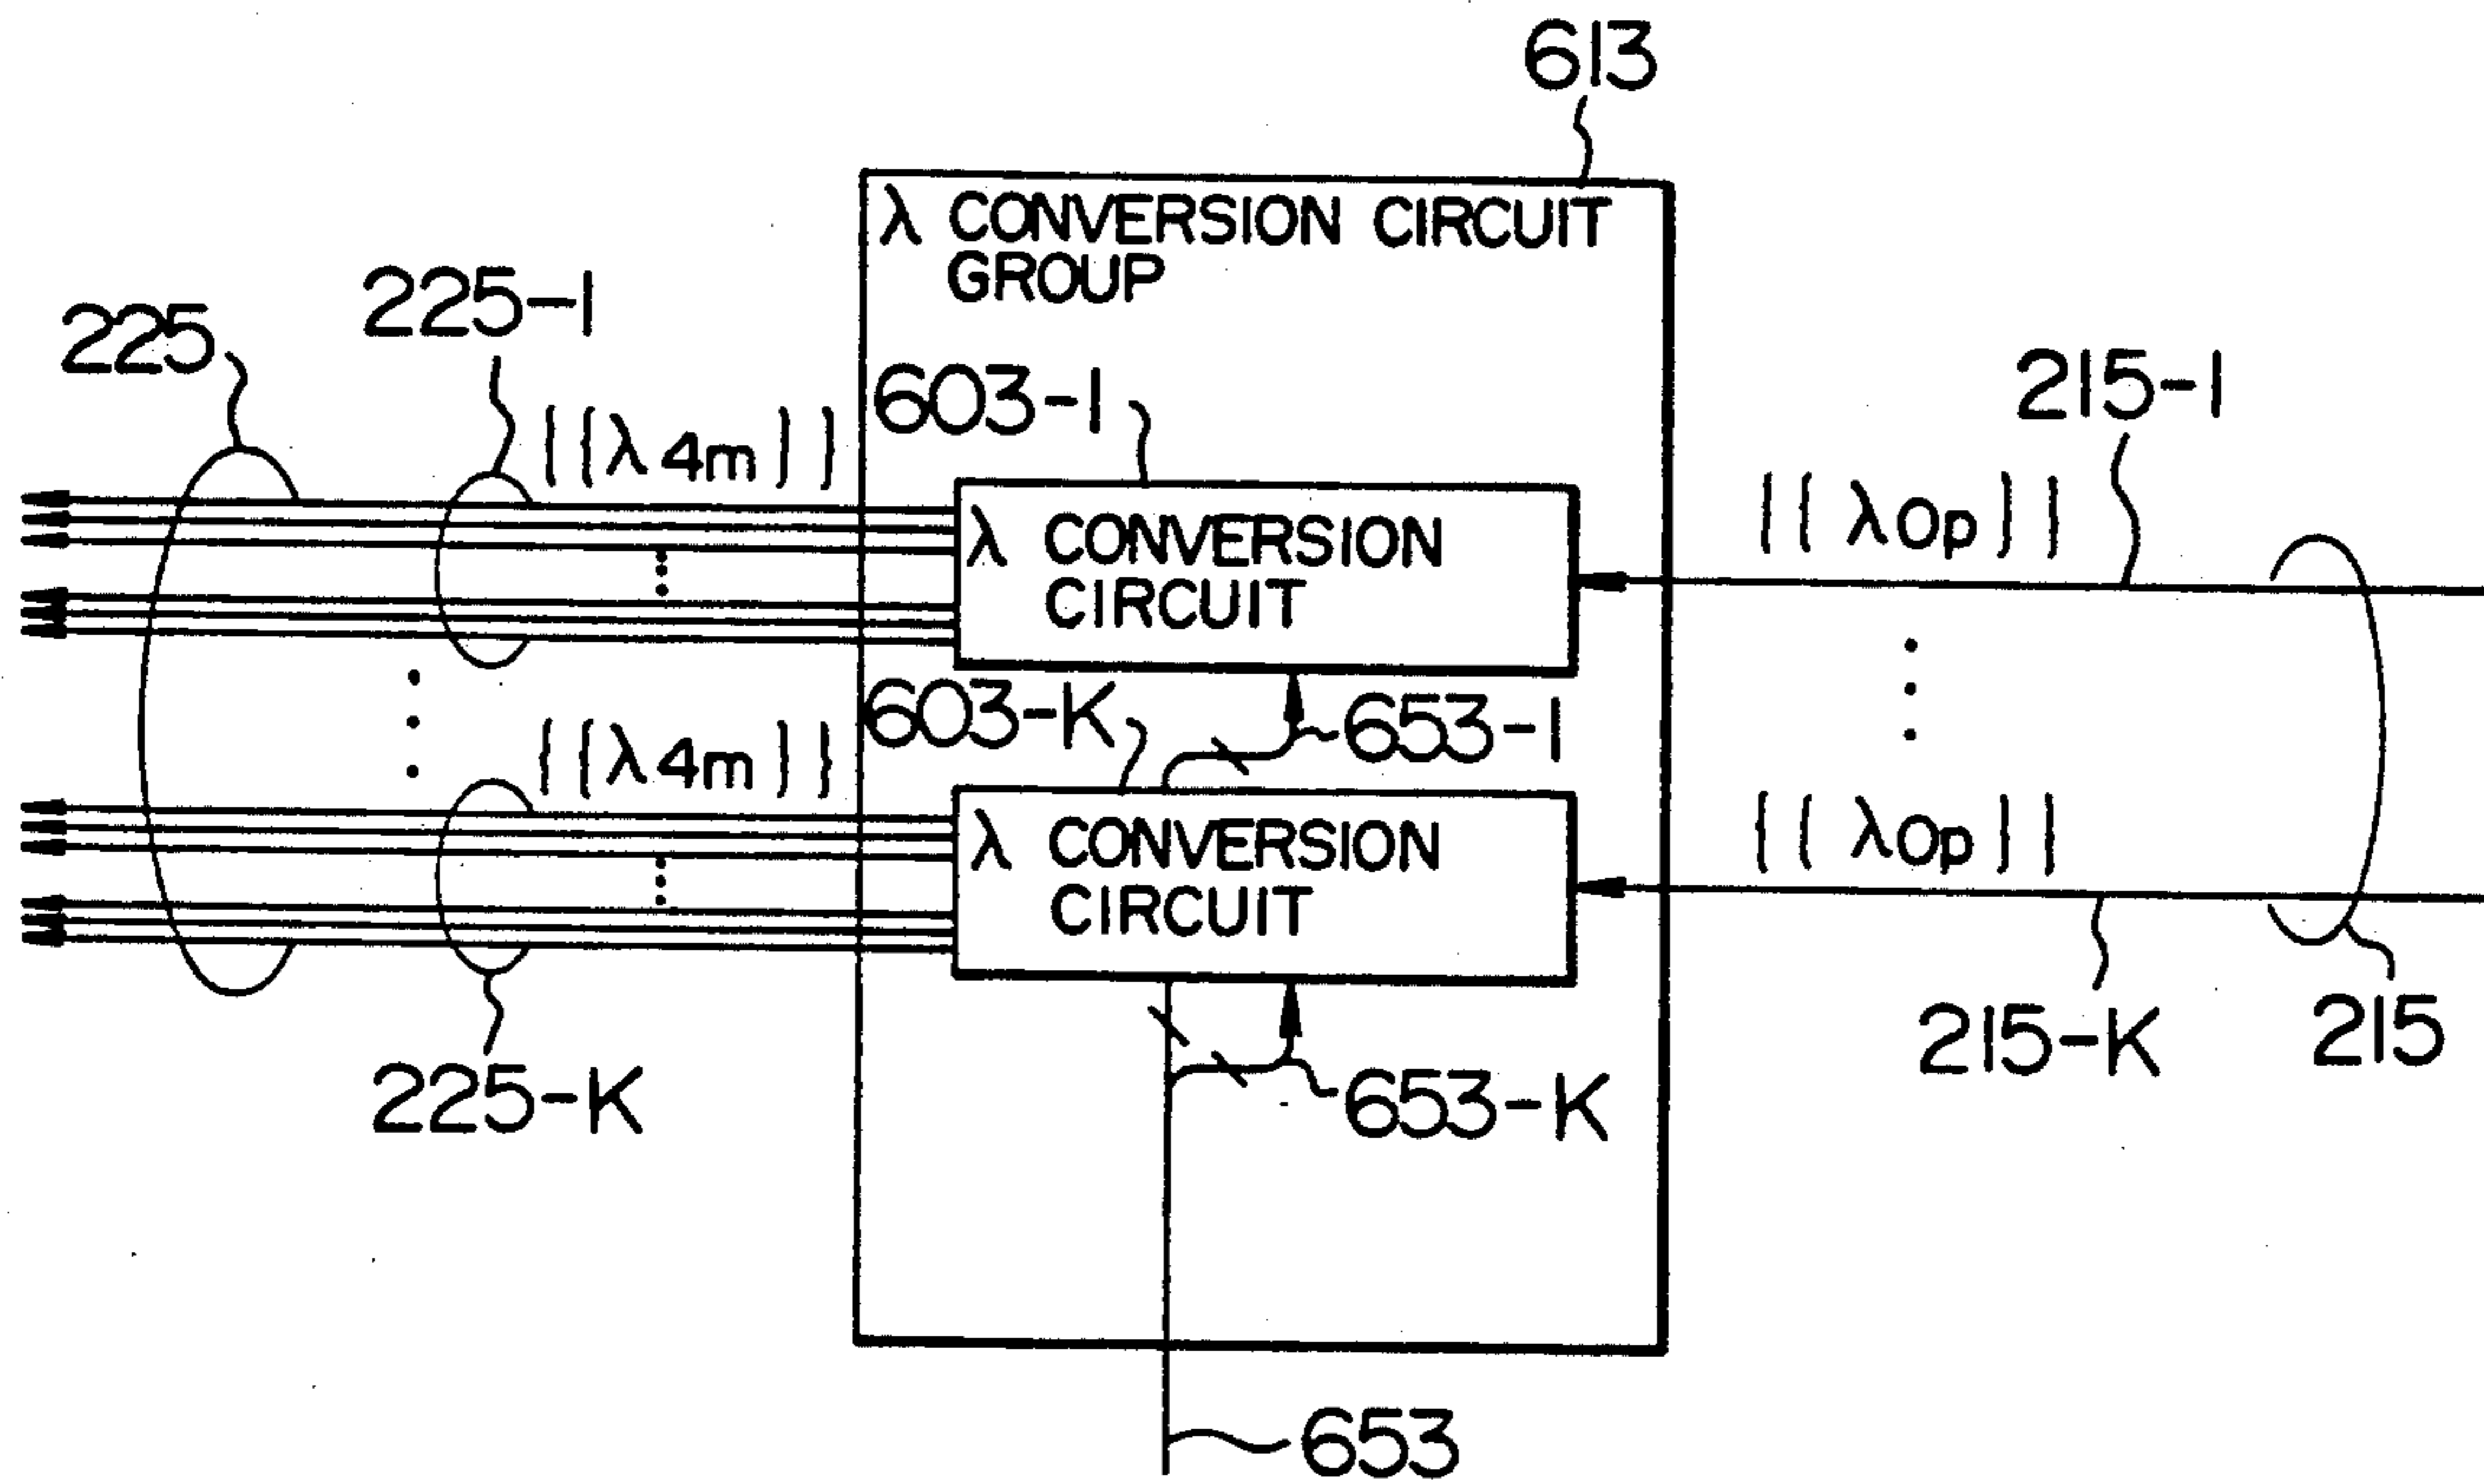 613
λ CONVERSION CIRCUIT
GROUP
225
225-1
{{λ4m}}
603-1
215-1
{{λ0p}}
λ CONVERSION
CIRCUIT
603-K
653-1
{{λ4m}}
{{λ0p}}
λ CONVERSION
CIRCUIT
225-K
653-K
215-K
215
653